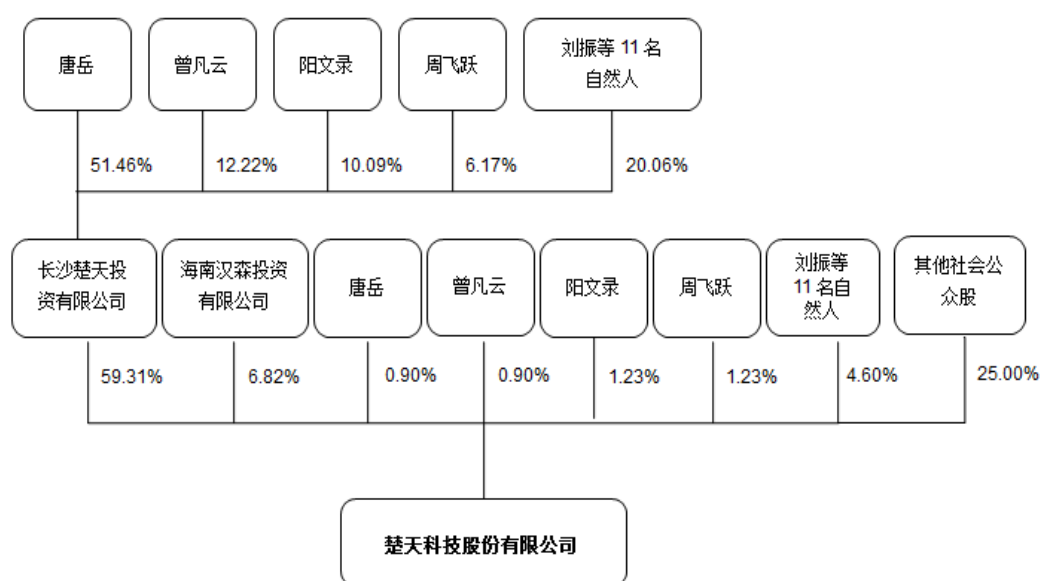 唐岳
曾凡云
阳文录
周飞跃
刘振等 11 名
自然人
51.46%
12.22%
10.09%
6.17%
20.06%
长沙楚天投
资有限公司
海南汉森投资
有限公司
唐岳
曾凡云
阳文录
周飞跃
刘振等
11 名自
然人
其他社会公
众股
59.31%
6.82%
0.90%
0.90%
1.23%
1.23%
4.60%
25.00%
楚天科技股份有限公司